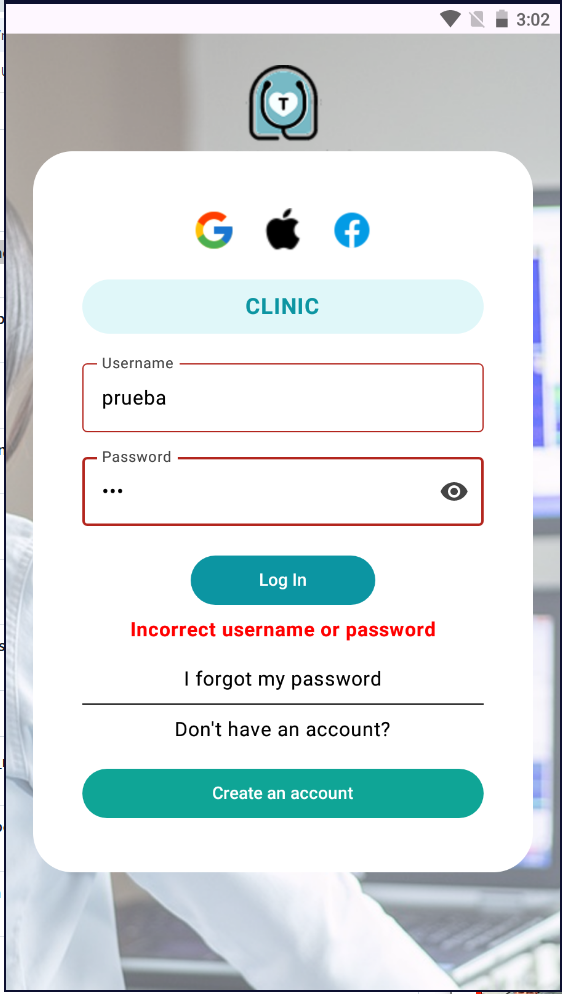 3:02
T
CLINIC
Username
prueba
Password
•••
Log In
Incorrect username or password
I forgot my password
Don't have an account?
Create an account